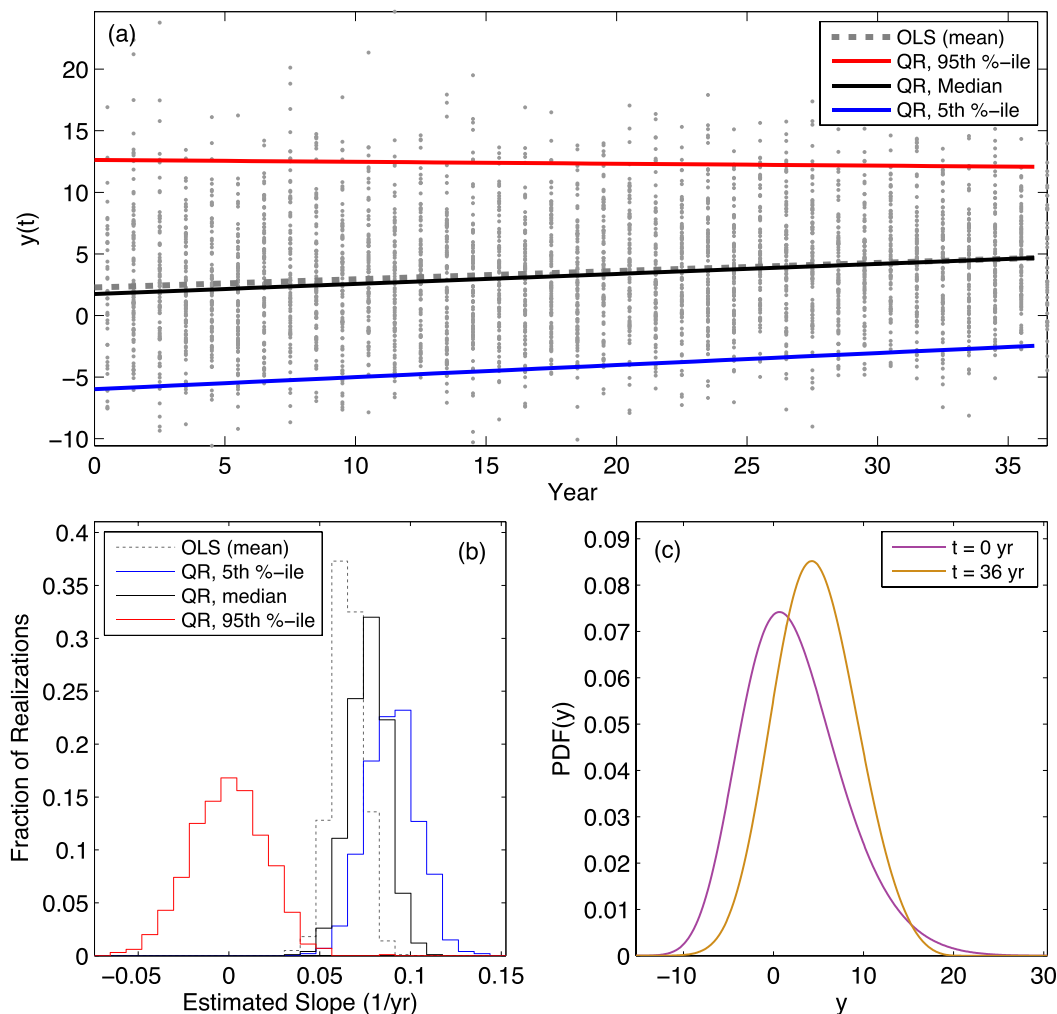 (a)
OLS (mean)
QR, 95th %-ile
QR, Median
QR, 5th %-ile
20
15
10
5
0
−5
−10
y(t)
0
5
10
15
20
25
30
35
Year
0.4
0.35
0.3
0.25
0.2
0.15
0.1
0.05
0
Fraction of Realizations
OLS (mean)
QR, 5th %-ile
QR, median
QR, 95th %-ile
(b)
−0.05
0
0.05
0.1
0.15
Estimated Slope (1/yr)
0.09
0.08
0.07
0.06
0.05
0.04
0.03
0.02
0.01
0
PDF(y)
(c)
t = 0 yr
t = 36 yr
−10
0
10
20
30
y